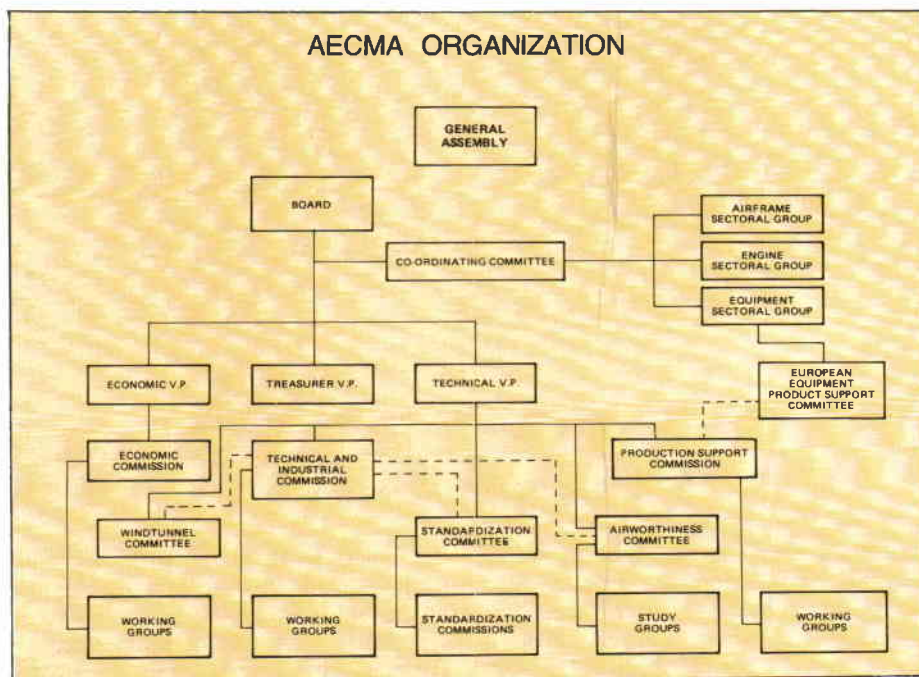 AECMA ORGANIZATION
GENERAL
ASSEMBLY
BOARD
CO-ORDINATING COMMITTEE
AIRFRAME
SECTORAL GROUP
ENGINE
SECTORAL GROUP
EQUIPMENT
SECTORAL GROUP
ECONOMIC V.P.
TREASURER V.P.
TECHNICAL V.P.
EUROPEAN
EQUIPMENT
PRODUCT SUPPORT
COMMITTEE
ECONOMIC
COMMISSION
TECHNICAL AND
INDUSTRIAL
COMMISSION
PRODUCTION SUPPORT
COMMISSION
WINDTUNNEL
COMMITTEE
STANDARDIZATION
COMMITTEE
AIRWORTHINESS
COMMITTEE
WORKING
GROUPS
WORKING
GROUPS
STANDARDIZATION
COMMISSIONS
STUDY
GROUPS
WORKING
GROUPS